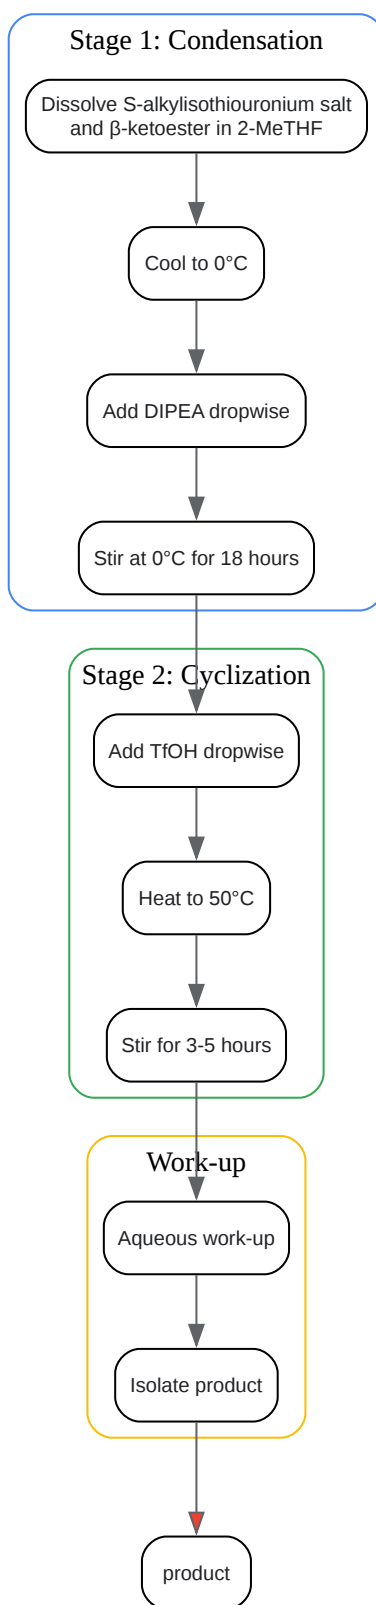 Stage 1: Condensation
Dissolve S-alkylisothiouronium salt
and β-ketoester in 2-MeTHF
Cool to 0°C
Add DIPEA dropwise
Stir at 0°C for 18 hours
Stage 2: Cyclization
Add TfOH dropwise
Heat to 50°C
Stir for 3-5 hours
Work-up
Aqueous work-up
Isolate product
product